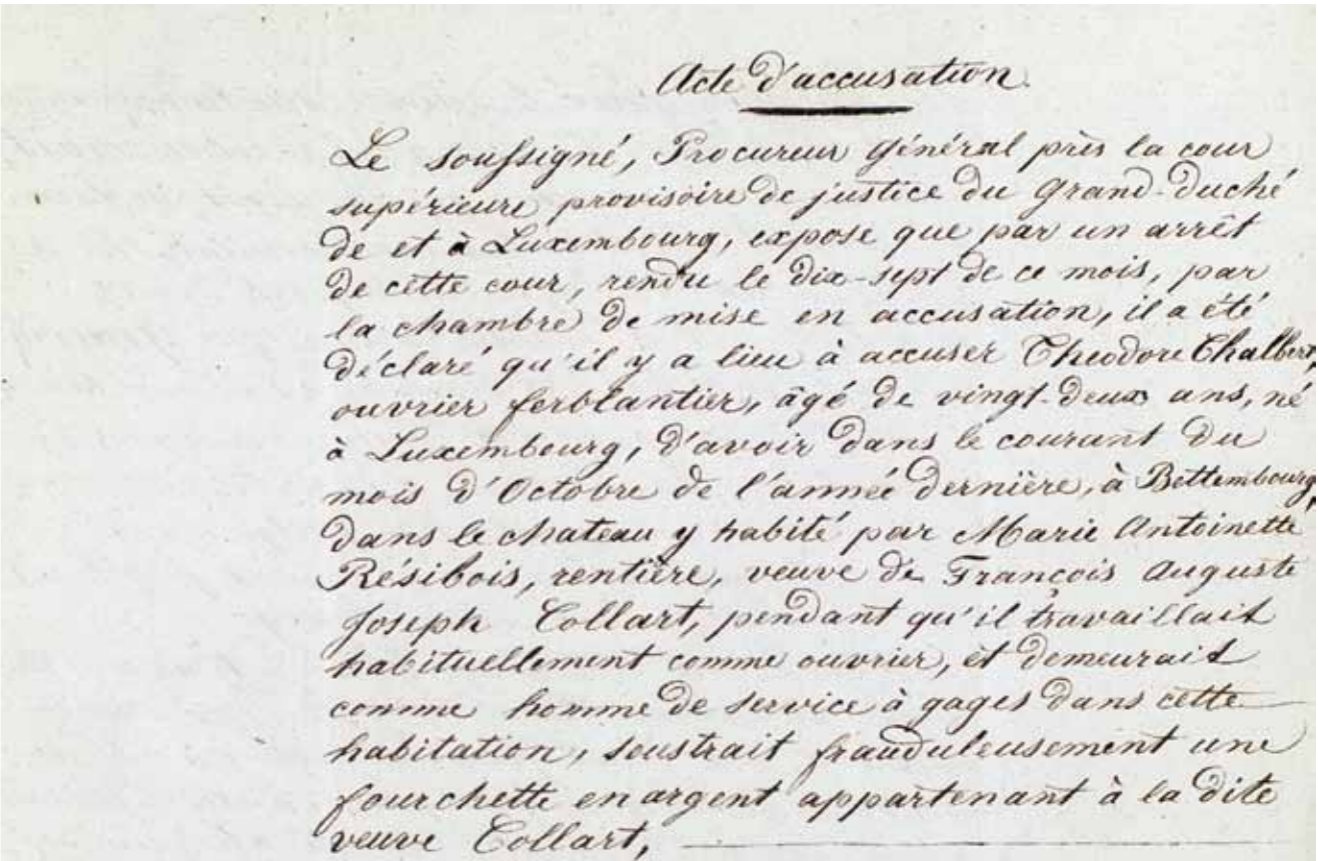 Acte d'accusation.
Le soussigné, Procureur Général près la cour
supérieure provisoire de justice du Grand-Duché
de et à Luxembourg, expose que par un arrêt
de cette cour, rendu le dix-sept de ce mois, par
la chambre de mise en accusation, il a été
déclaré qu'il y a lieu à accuser Theodore Chalbert,
ouvrier ferblantier, âgé de vingt-deux ans, né
à Luxembourg, d'avoir dans le courant du
mois d'Octobre de l'année dernière, à Bettembourg,
dans le chateau y habité par Marie Antoinette
Résibois, rentière, veuve de François Auguste
Joseph Collart, pendant qu'il travaillait
habituellement comme ouvrier, et demeurait
comme homme de service à gages dans cette
habitation, soustrait frauduleusement une
fourchette en argent appartenant à la dite
veuve Collart,